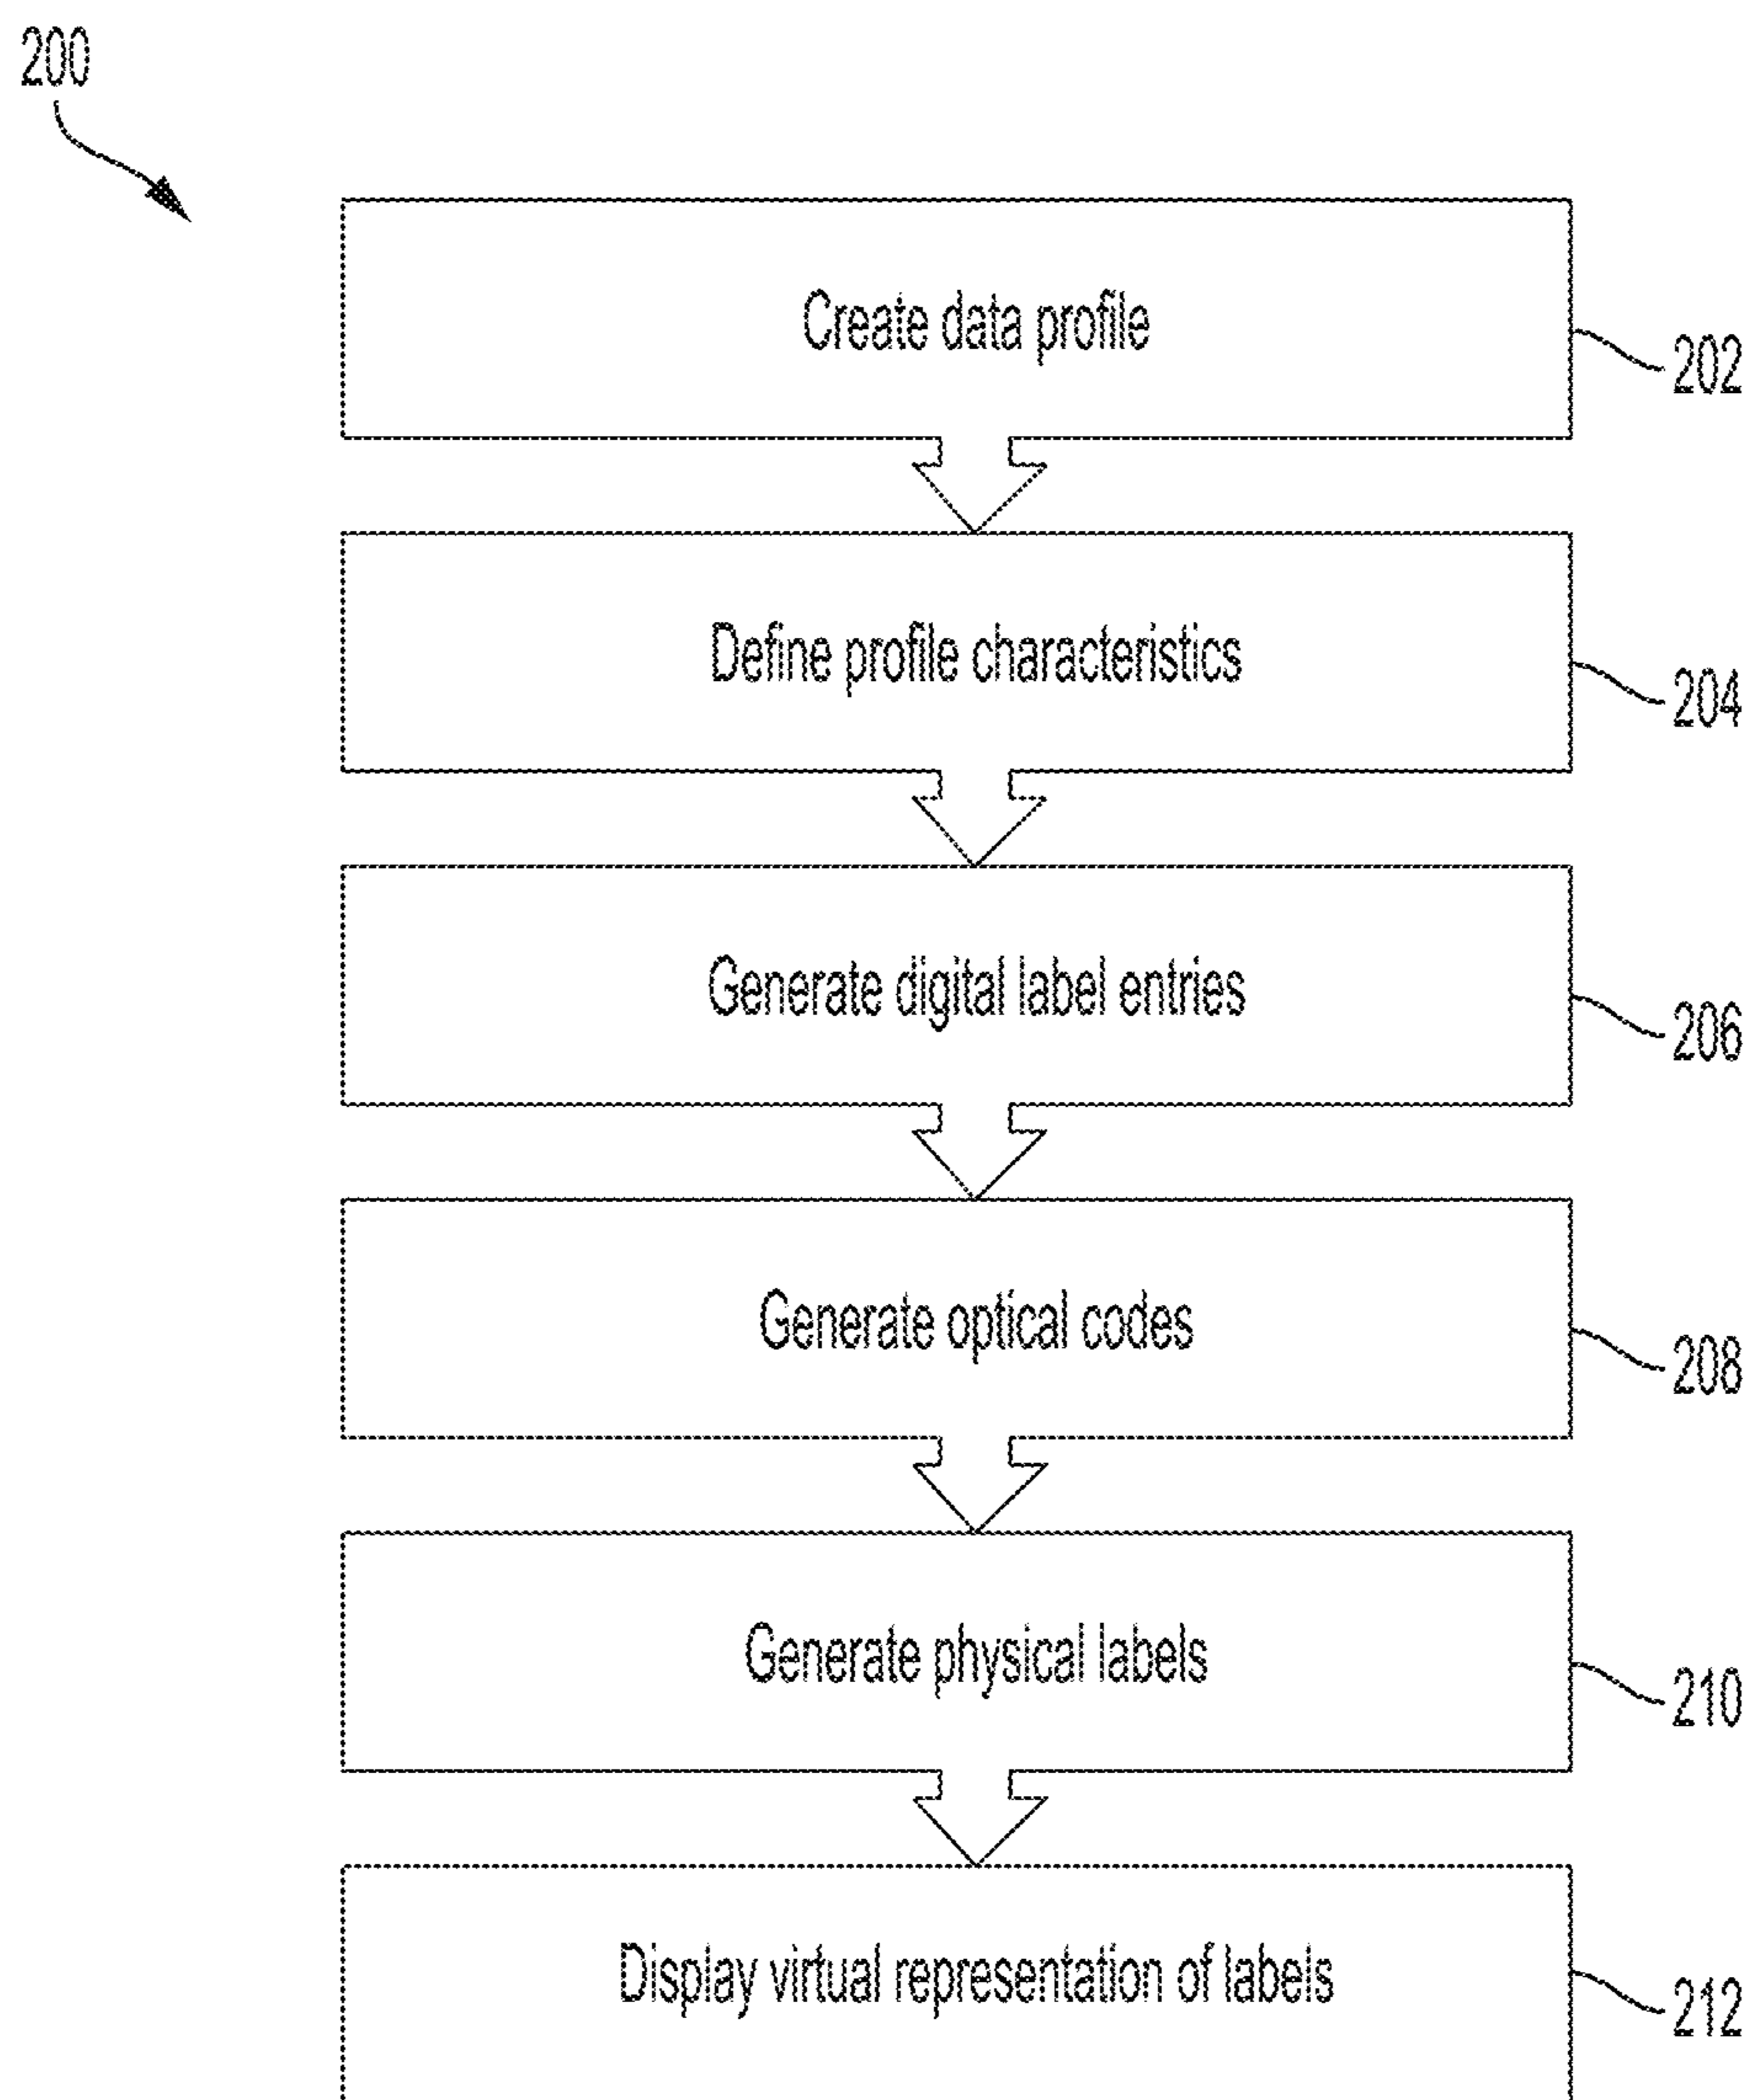 200
Create data profile
202
Define profile characteristics
204
Generate digital label entries
206
Generate optical codes
208
Generate physical labels
210
Display virtual representation of labels
212